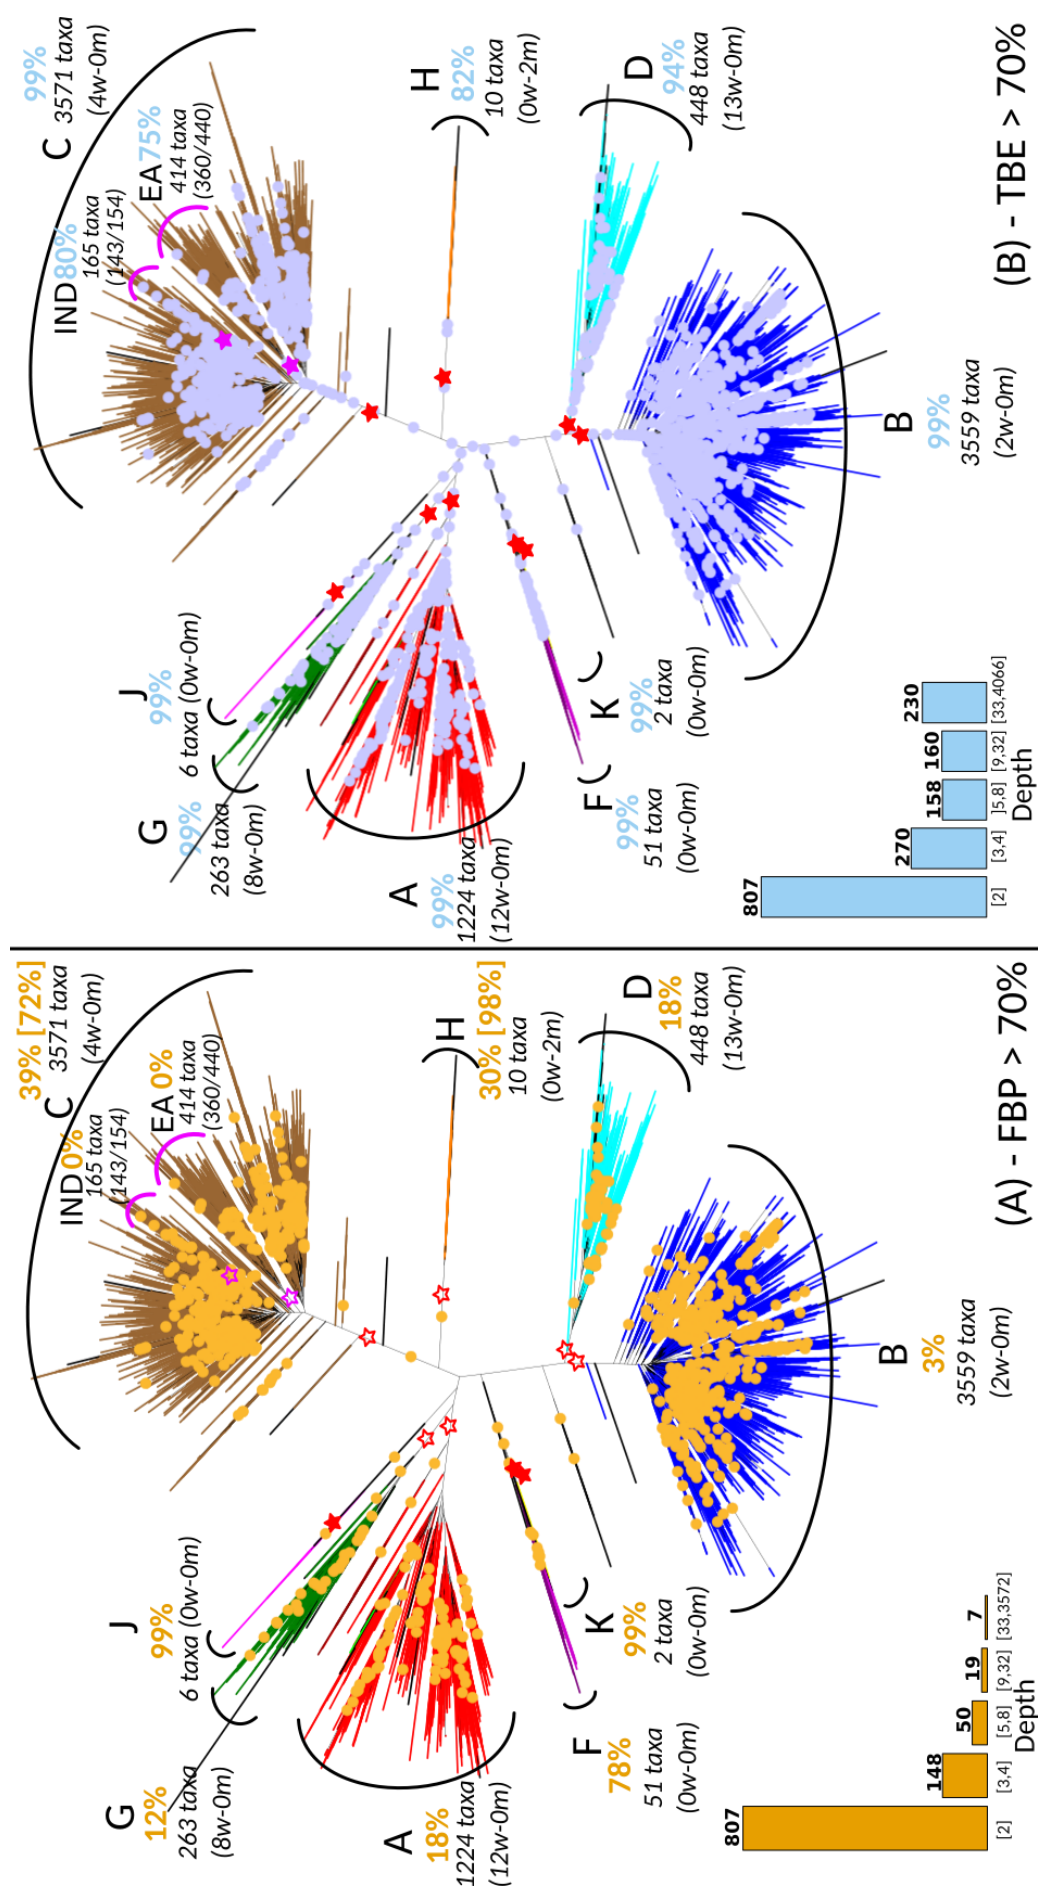 G
12%
263 taxa
(8w-0m)
J
99%
6 taxa (0w-0m)
A
18%
1224 taxa
(12w-0m)
F
78%
51 taxa
(0w-0m)
K
99%
2 taxa
(0w-0m)
C
39% [72%]
3571 taxa
(4w-0m)
IND 0%
165 taxa
(143/154)
EA 0%
414 taxa
(360/440)
H
30% [98%]
10 taxa
(0w-2m)
D
18%
448 taxa
(13w-0m)
B
3%
3559 taxa
(2w-0m)
807
148
50
19
7
[2]
[3,4]
[5,8]
[9,32]
[33,3572]
Depth
(A) - FBP > 70%
G
99%
263 taxa
(8w-0m)
J
99%
6 taxa (0w-0m)
A
99%
1224 taxa
(12w-0m)
F
99%
51 taxa
(0w-0m)
K
99%
2 taxa
(0w-0m)
C
99%
3571 taxa
(4w-0m)
IND 80%
165 taxa
(143/154)
EA 75%
414 taxa
(360/440)
H
82%
10 taxa
(0w-2m)
D
94%
448 taxa
(13w-0m)
B
99%
3559 taxa
(2w-0m)
807
270
158
160
230
[2]
[3,4]
]5,8]
[9,32]
[33,4066]
Depth
(B) - TBE > 70%